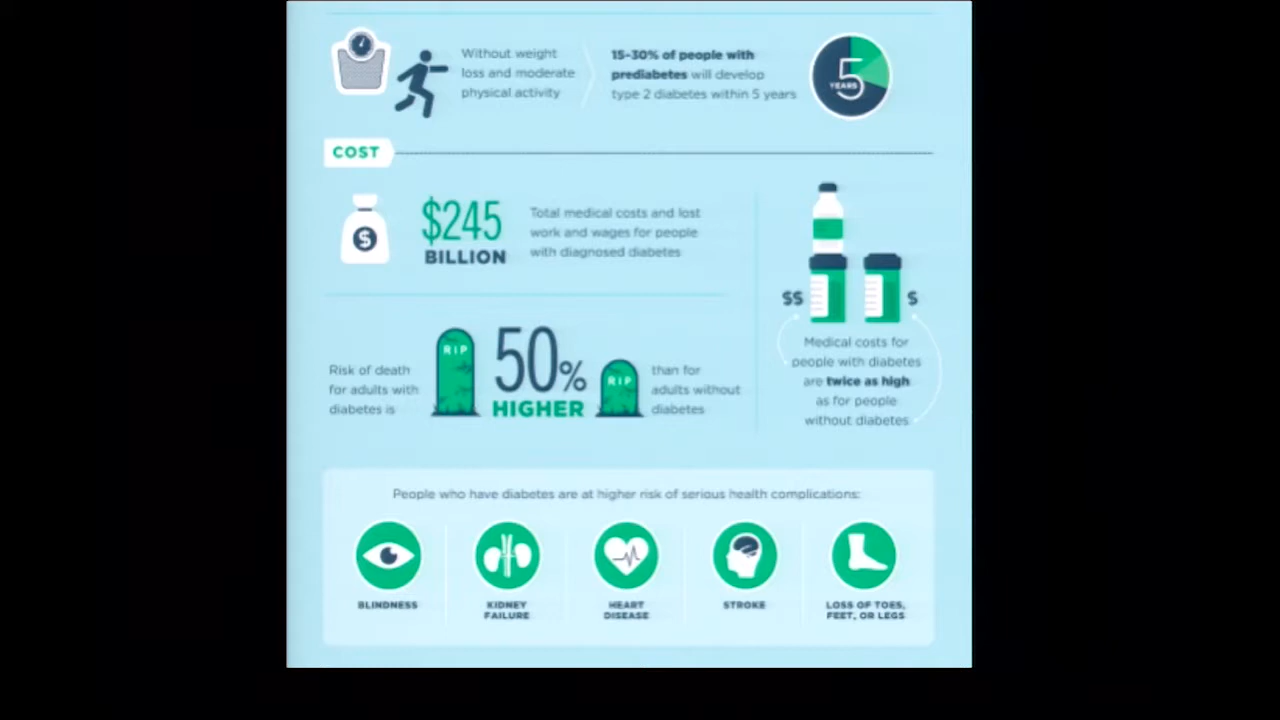 Without weight
loss and moderate
physical activity
15-30% of people with
prediabetes will develop
type 2 diabetes within 5 years
5
YEARS
COST
$
$245
BILLION
Total medical costs and lost
work and wages for people
with diagnosed diabetes
$$
$
Medical costs for
people with diabetes
are twice as high
as for people
without diabetes
Risk of death
for adults with
diabetes is
RIP
50%
HIGHER
RIP
than for
adults without
diabetes
People who have diabetes are at higher risk of serious health complications:
BLINDNESS
KIDNEY
FAILURE
HEART
DISEASE
STROKE
LOSS OF TOES,
FEET, OR LEGS